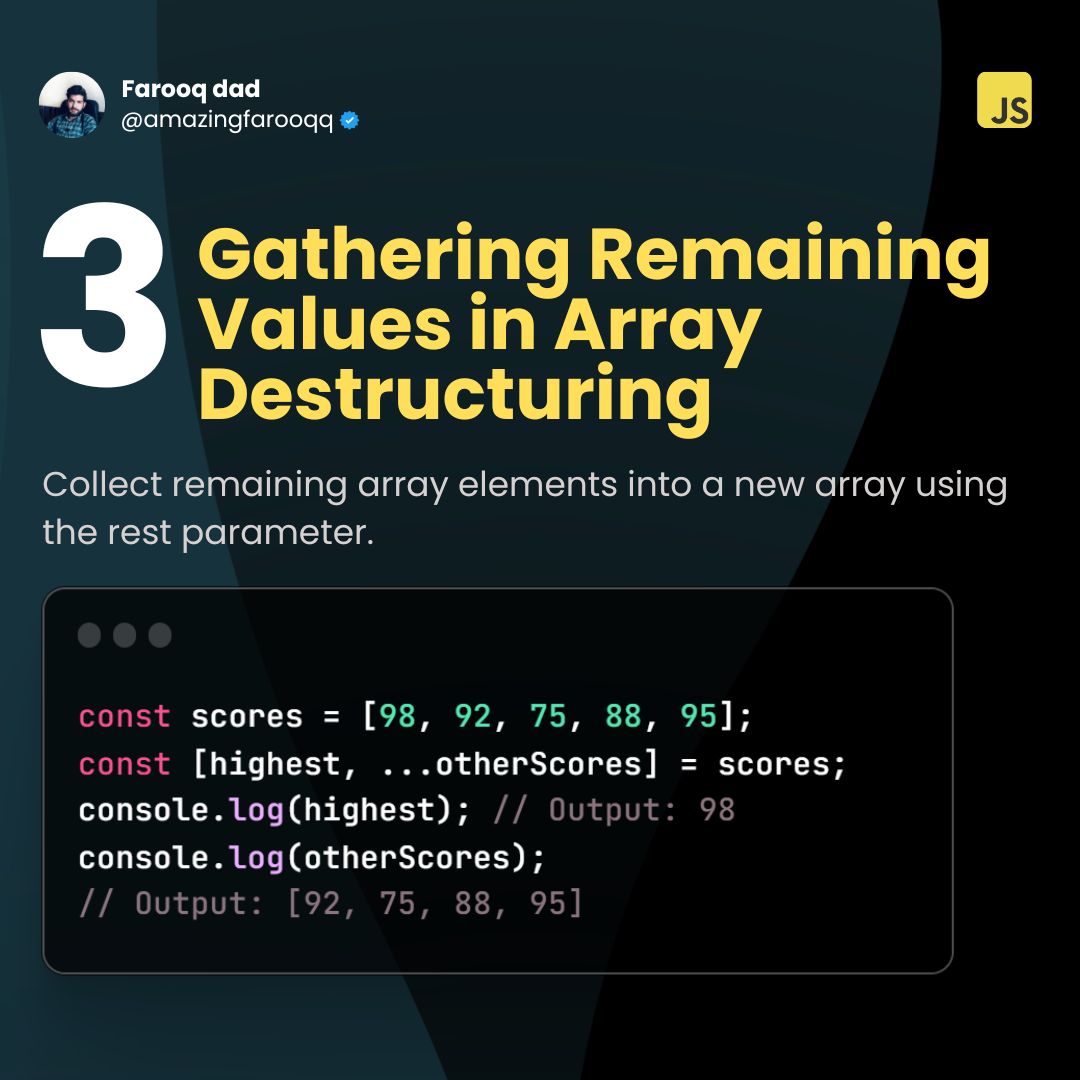 Farooq dad
@amazingfarooqq
JS
3
Gathering Remaining
Values in Array
Destructuring
Collect remaining array elements into a new array using
the rest parameter.
const scores = [98, 92, 75, 88, 95];
const [highest, ...otherScores] = scores;
console.log(highest); // Output: 98
console.log(otherScores);
// Output: [92, 75, 88, 95]